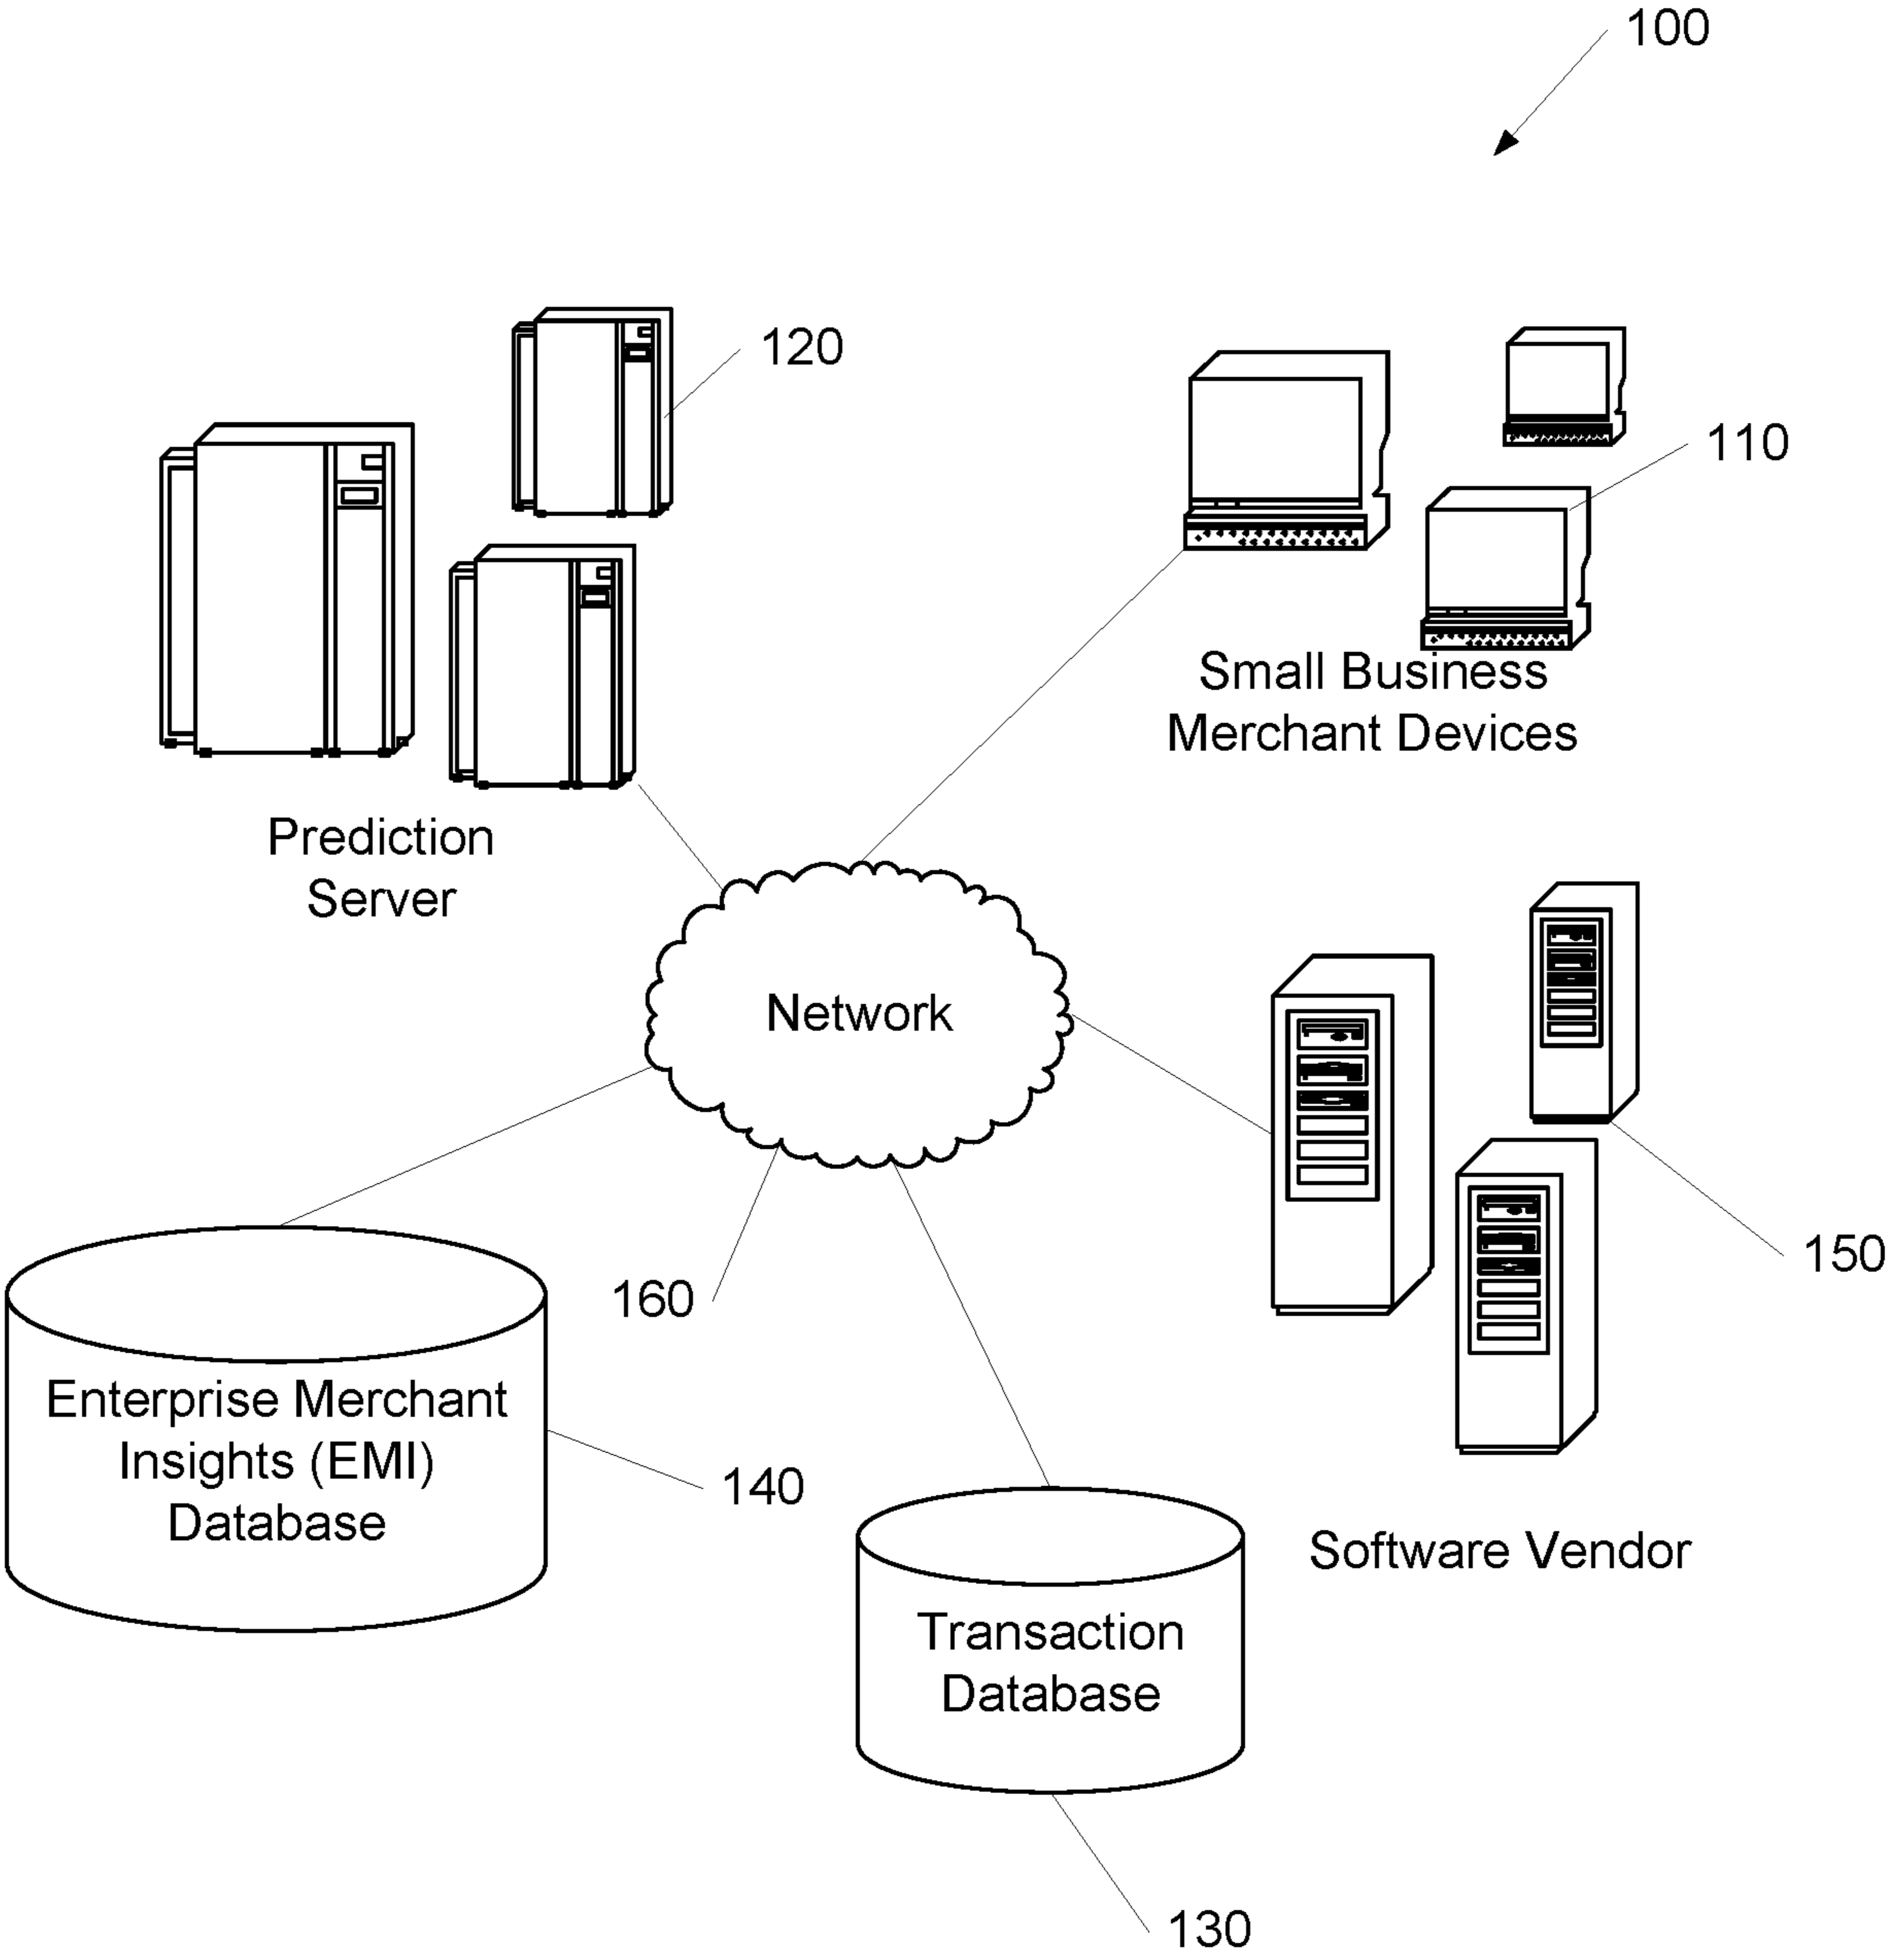 100
120
110
Small Business
Merchant Devices
Prediction
Server
Network
150
160
Enterprise Merchant
Insights (EMI)
Database
140
Software Vendor
Transaction
Database
130